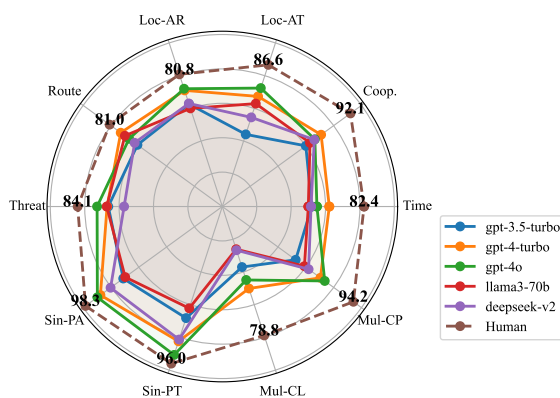 Loc-AR
Loc-AT
80.8
86.6
Route
Coop.
81.0
92.1
Threat
84.1
82.4
Time
gpt-3.5-turbo
gpt-4-turbo
gpt-4o
llama3-70b
deepseek-v2
Human
98.3
94.2
Sin-PA
Mul-CP
96.0
78.8
Sin-PT
Mul-CL